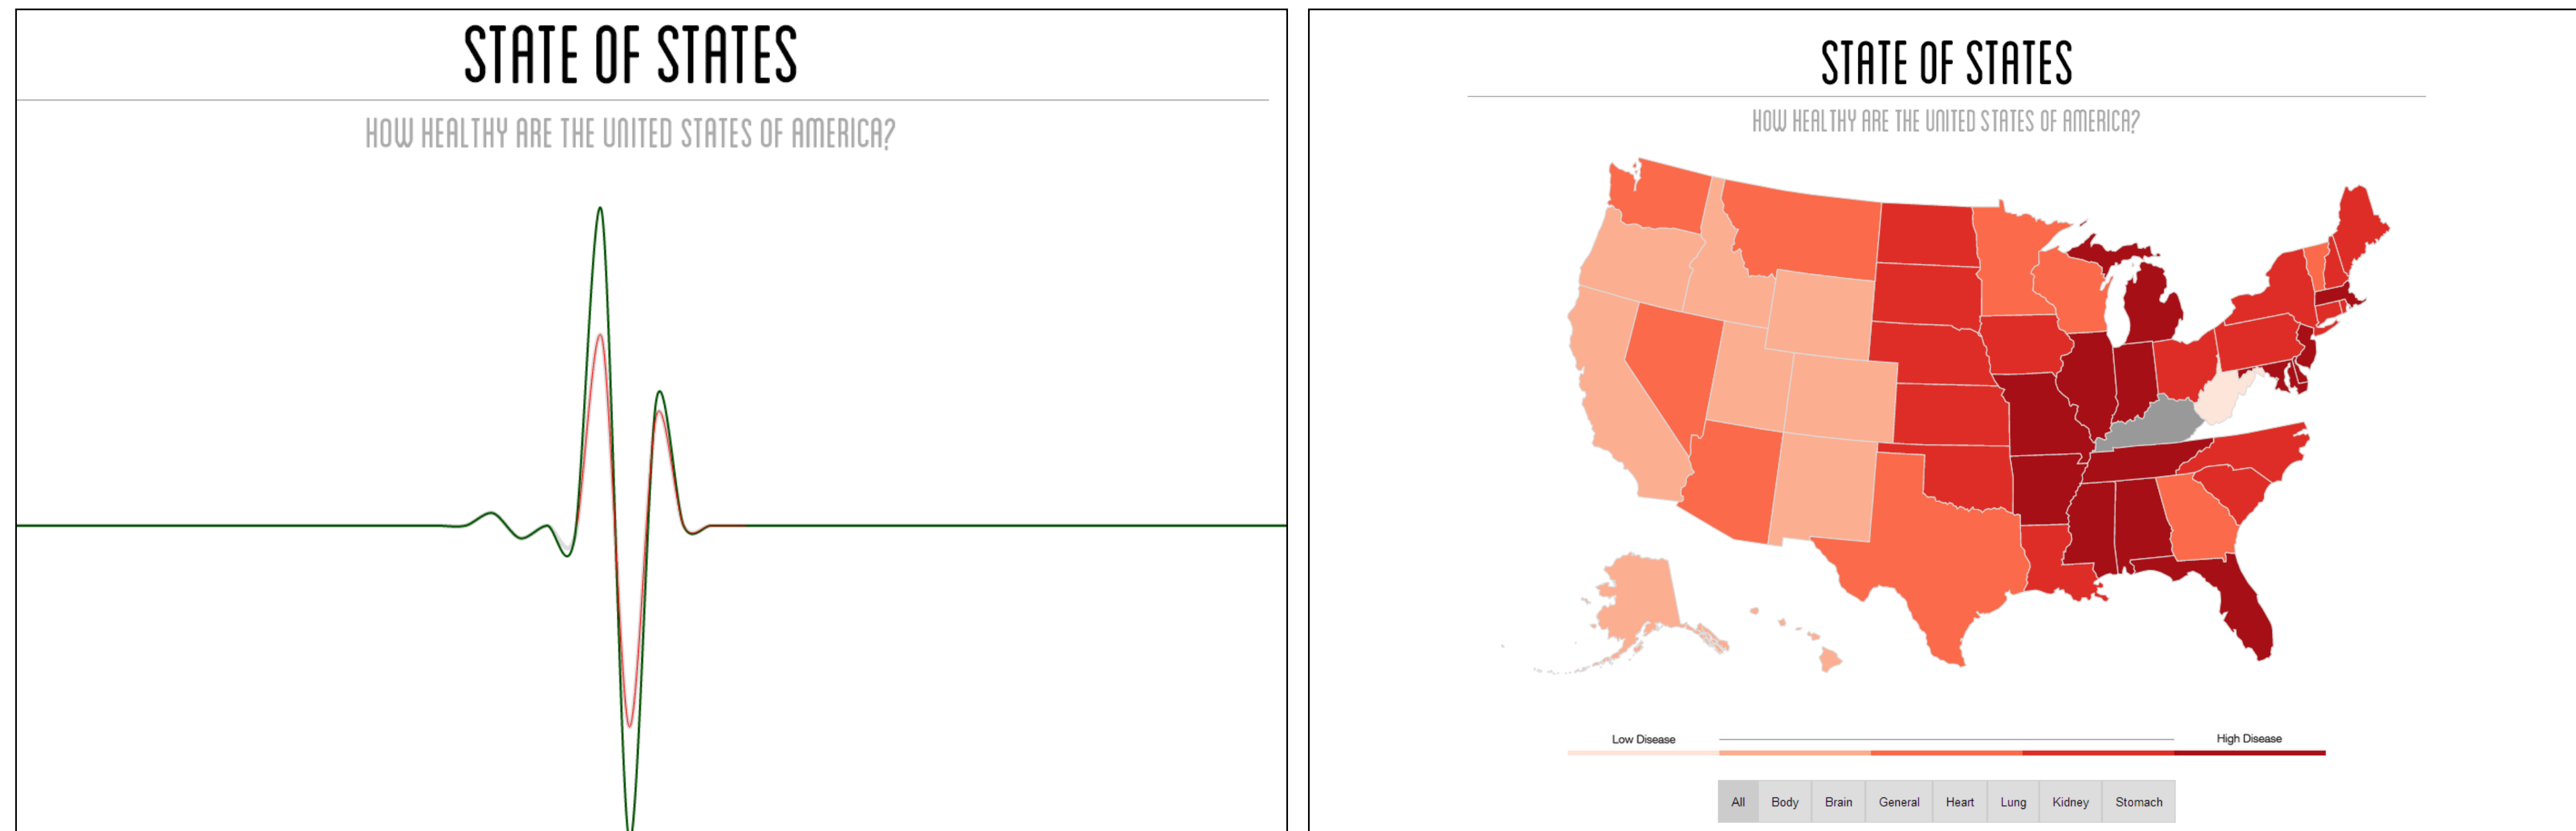 STATE OF STATES
HOW HEALTHY ARE THE UNITED STATES OF AMERICA?
STATE OF STATES
HOW HEALTHY ARE THE UNITED STATES OF AMERICA?
Low Disease High Disease
All Body Brain General Heart Lung Kidney Stomach